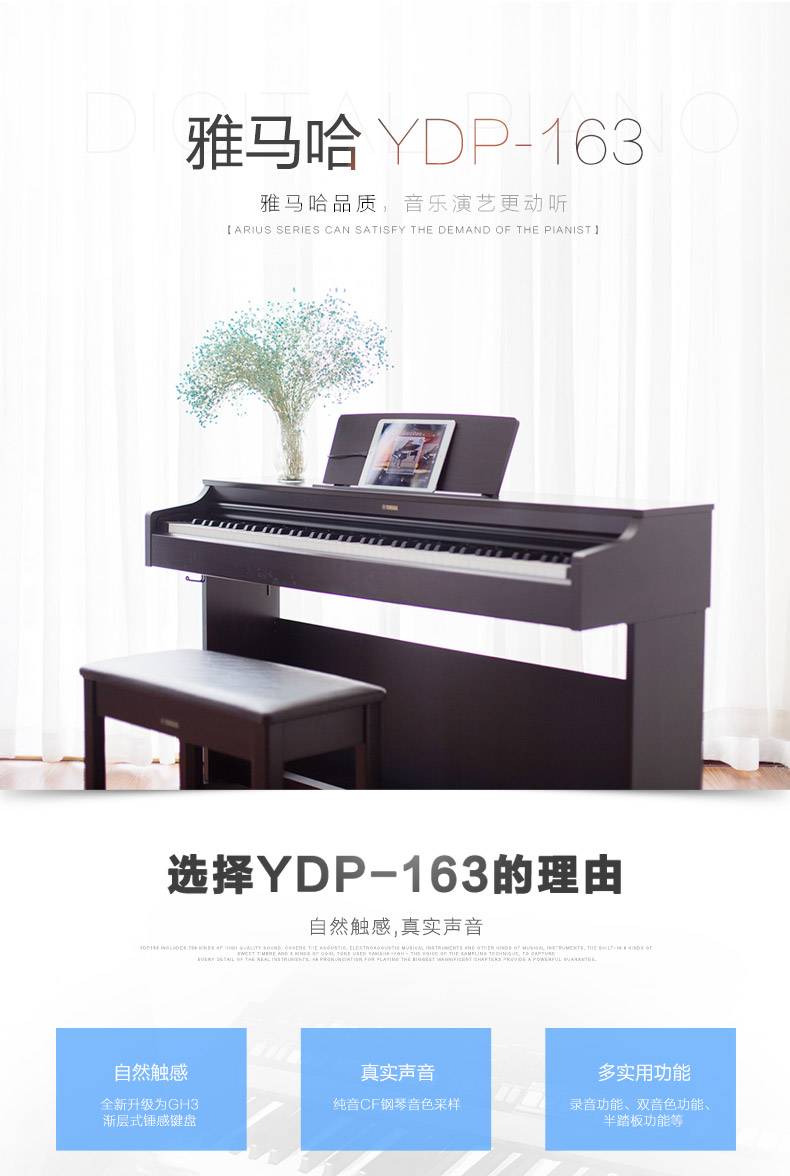 DIGITAL PIANO
雅马哈 YDP-163
雅马哈品质，音乐演艺更动听
【ARIUS SERIES CAN SATISFY THE DEMAND OF THE PIANIST】
YAMAHA
YAMAHA
选择YDP-163的理由
自然触感,真实声音
自然触感
全新升级为GH3
渐层式锤感键盘
真实声音
纯音CF钢琴音色采样
多实用功能
录音功能、双音色功能、
半踏板功能等